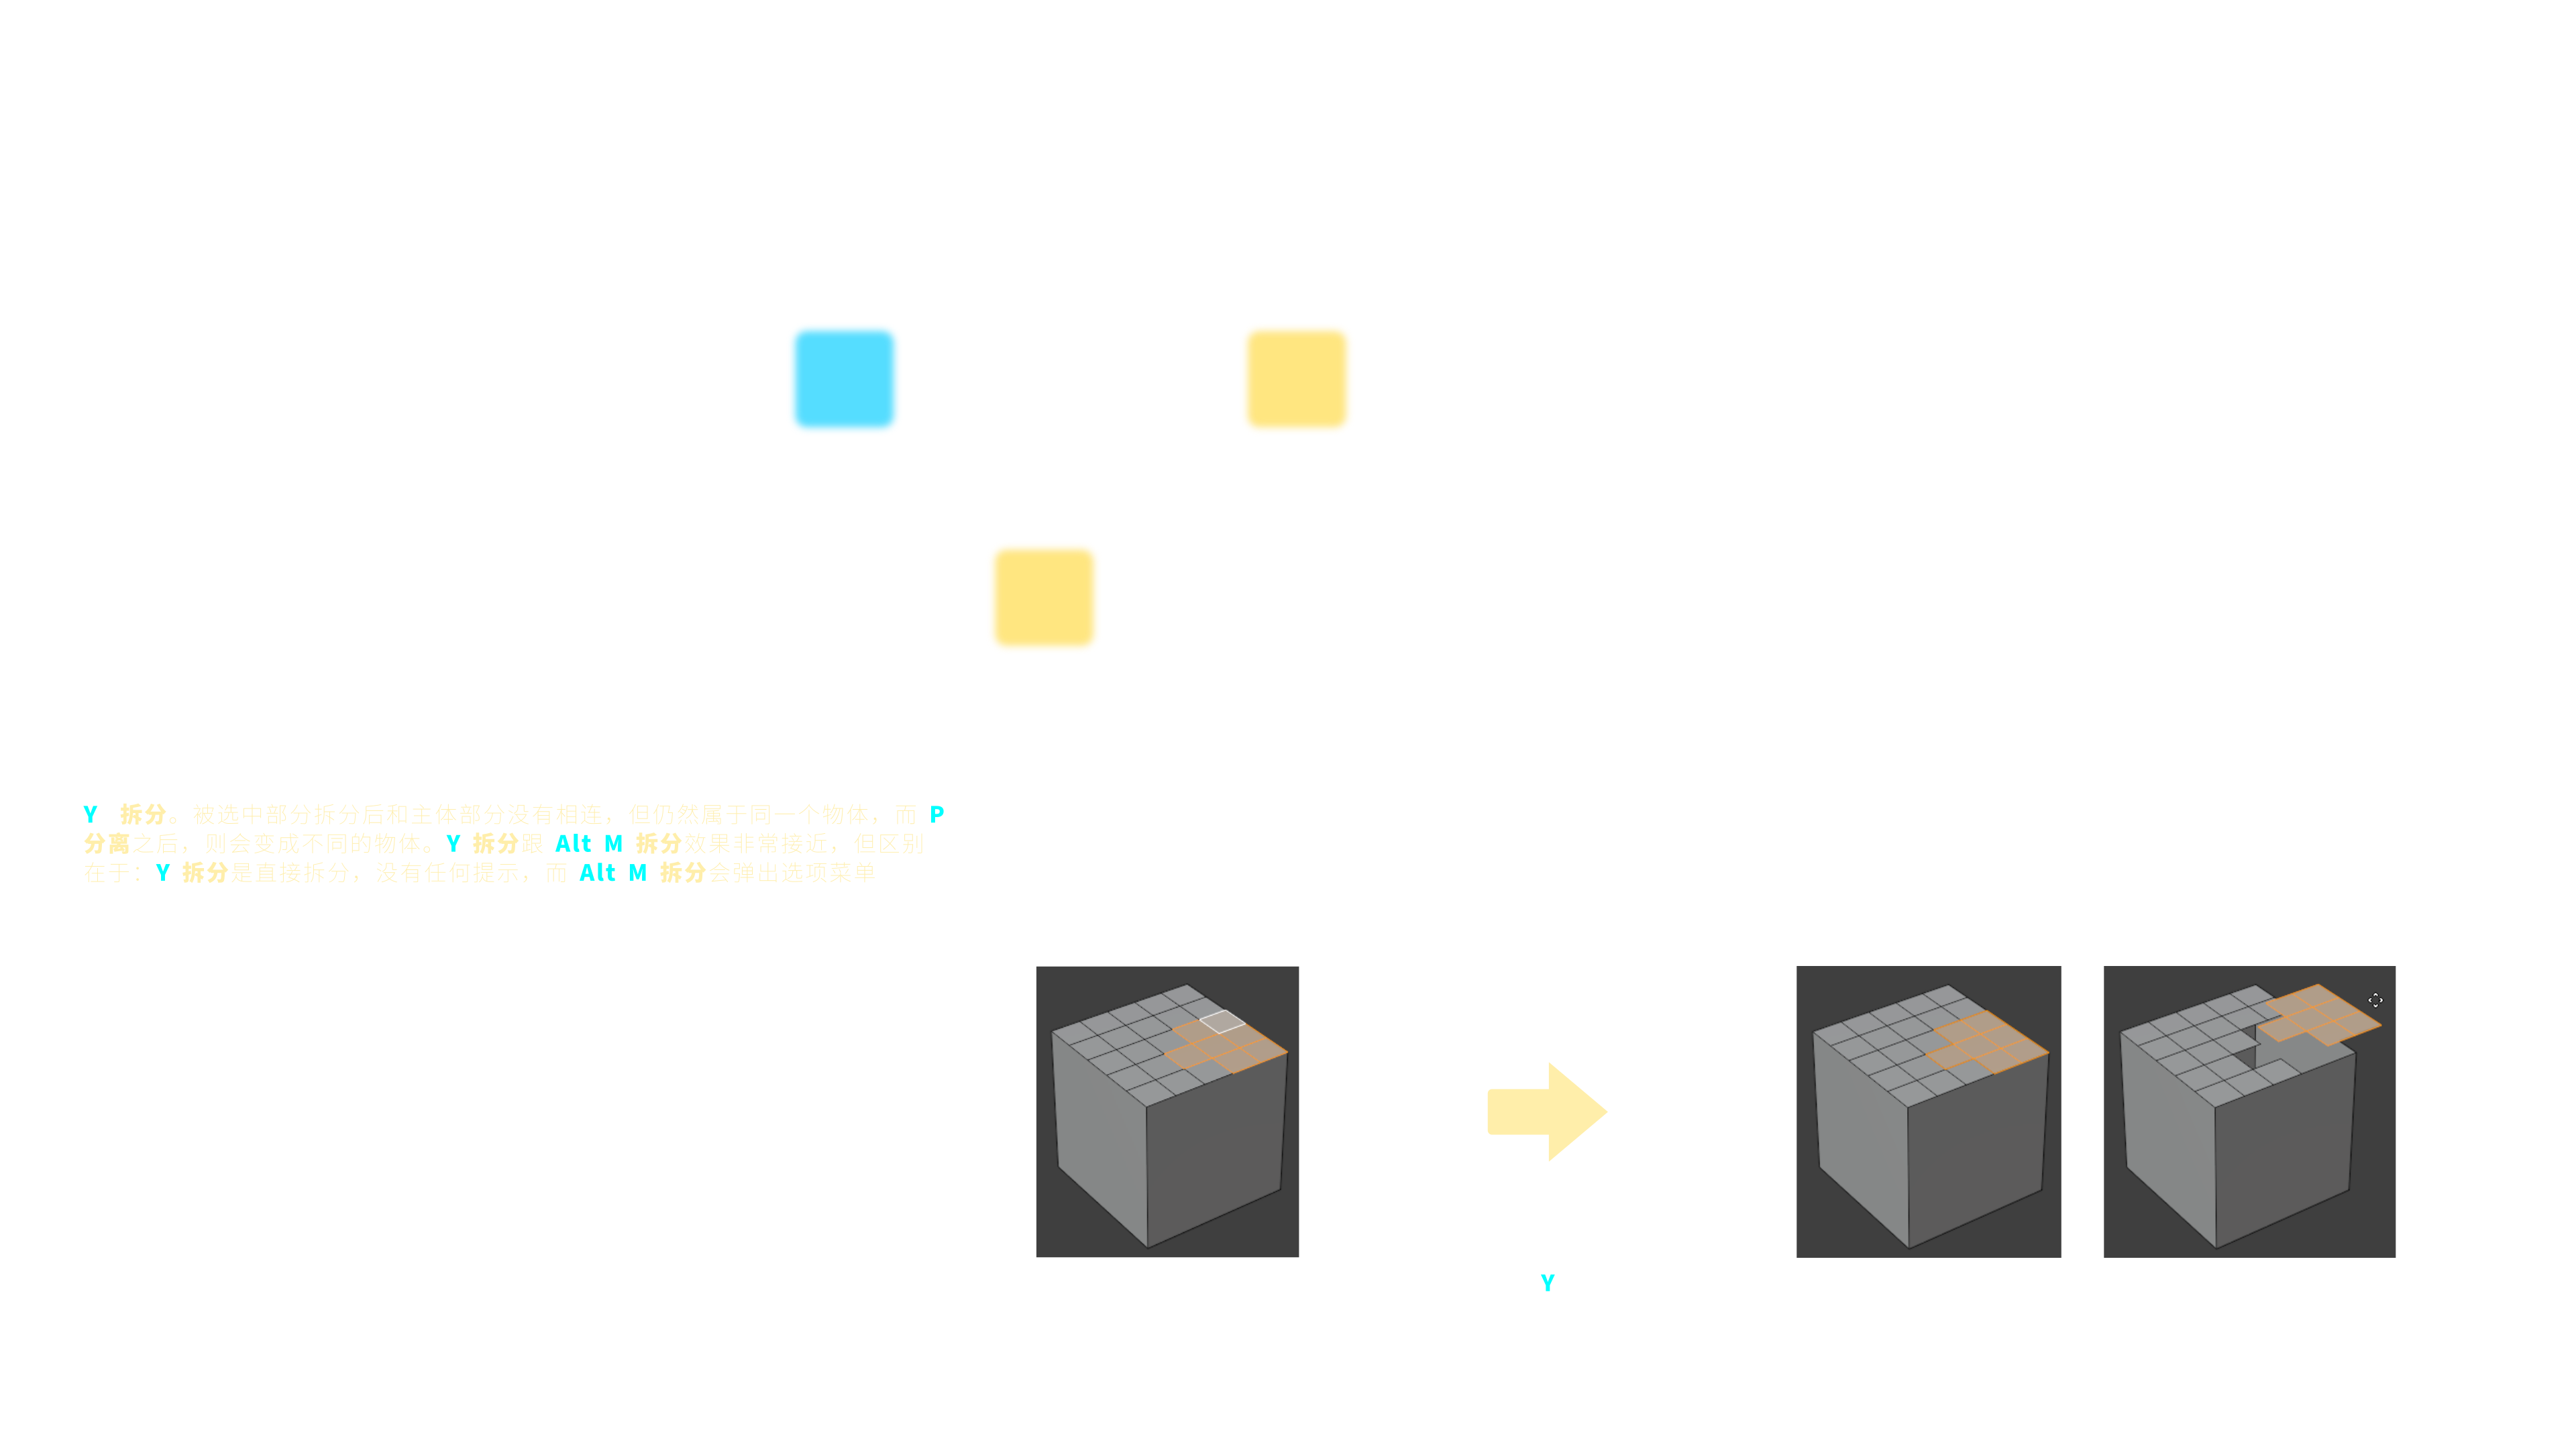 Y 拆分。被选中部分拆分后和主体部分没有相连，但仍然属于同一个物体，而 P
分离之后，则会变成不同的物体。Y 拆分跟 Alt M 拆分效果非常接近，但区别
在于：Y 拆分是直接拆分，没有任何提示，而 Alt M 拆分会弹出选项菜单
Y